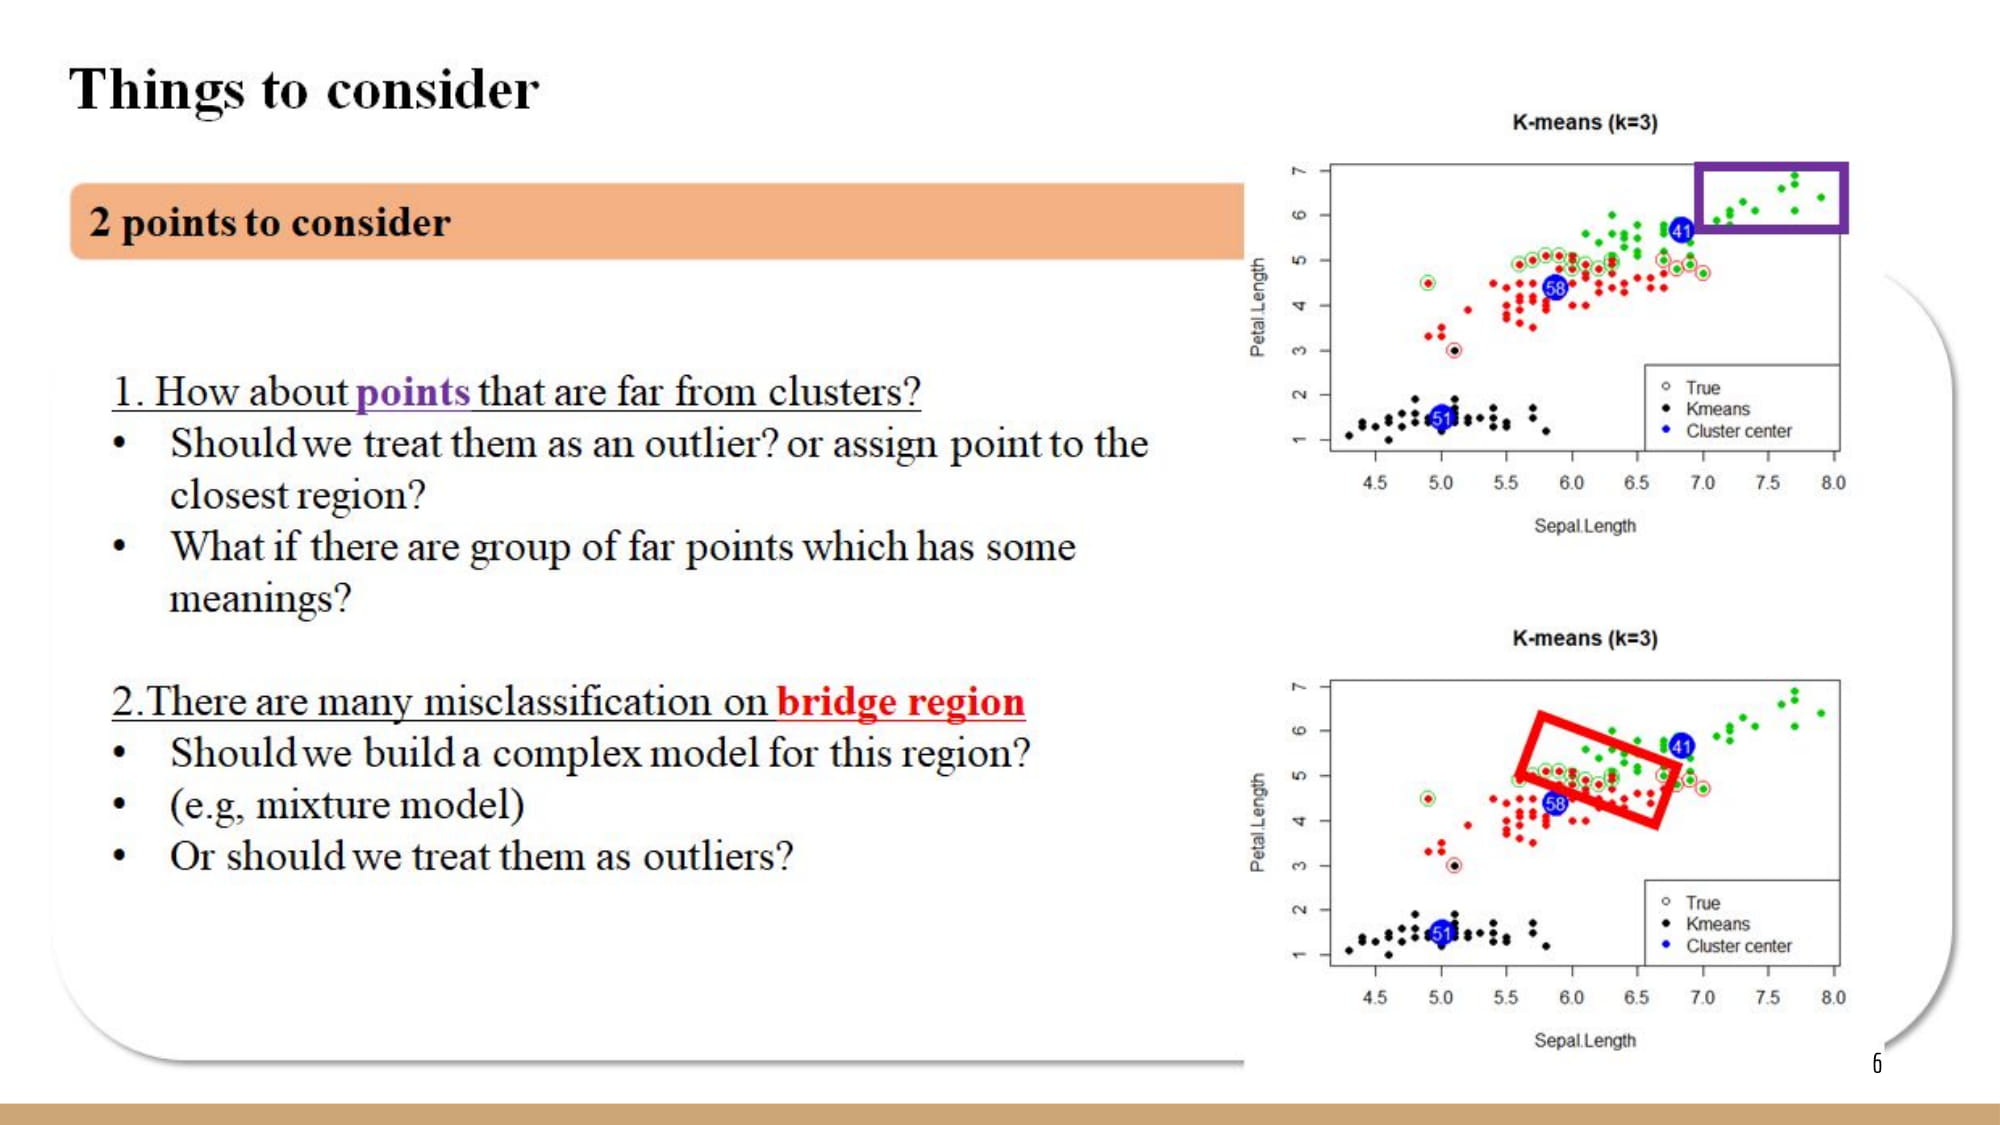 Things to consider
2 points to consider
1. How about points that are far from clusters?
• Should we treat them as an outlier? or assign point to the
closest region?
• What if there are group of far points which has some
meanings?
2.There are many misclassification on bridge region
• Should we build a complex model for this region?
• (e.g, mixture model)
• Or should we treat them as outliers?
K-means (k=3)
Petal.Length
7
6
5
4
3
2
1
41
58
51
True
Kmeans
Cluster center
4.5 5.0 5.5 6.0 6.5 7.0 7.5 8.0
Sepal.Length
K-means (k=3)
Petal.Length
7
6
5
4
3
2
1
41
58
51
True
Kmeans
Cluster center
4.5 5.0 5.5 6.0 6.5 7.0 7.5 8.0
Sepal.Length
6